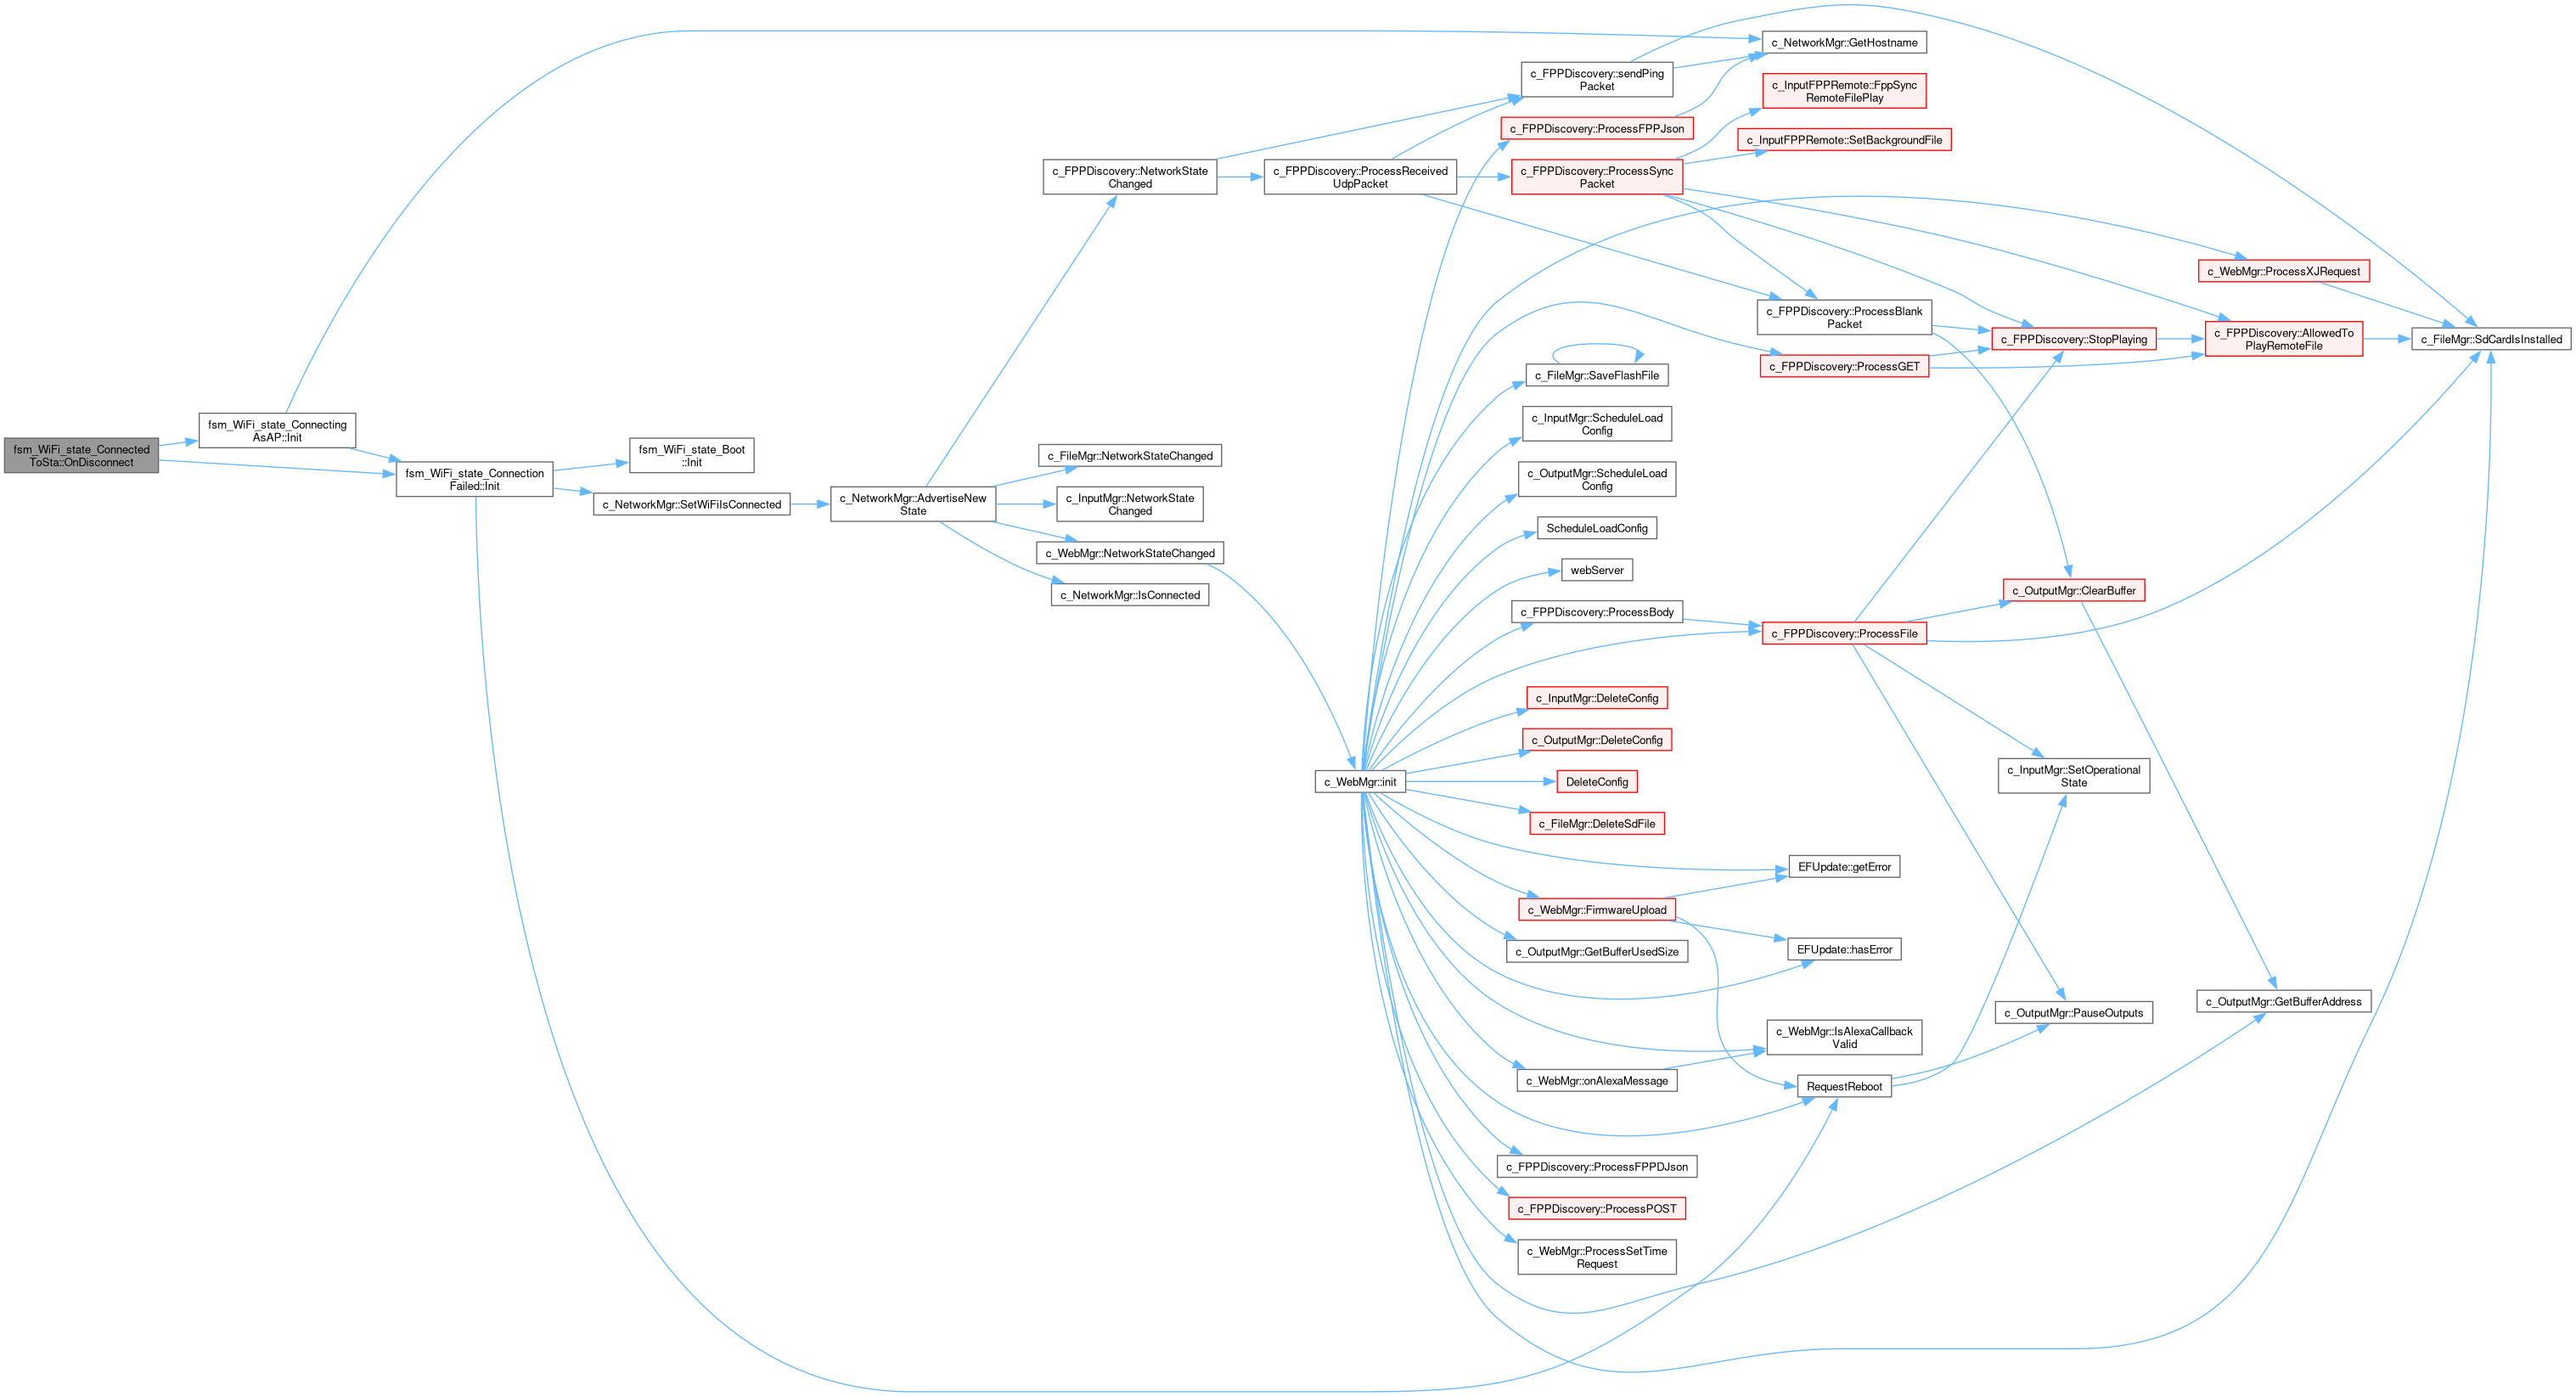 fsm_WiFi_state_Connected
ToSta::OnDisconnect
fsm_WiFi_state_Connecting
AsAP::Init
fsm_WiFi_state_Connection
Failed::Init
fsm_WiFi_state_Boot
::Init
c_NetworkMgr::SetWiFiIsConnected
c_NetworkMgr::AdvertiseNew
State
c_FPPDiscovery::NetworkState
Changed
c_FileMgr::NetworkStateChanged
c_InputMgr::NetworkState
Changed
c_WebMgr::NetworkStateChanged
c_NetworkMgr::IsConnected
c_FPPDiscovery::ProcessReceived
UdpPacket
c_WebMgr::init
c_FPPDiscovery::sendPing
Packet
c_FPPDiscovery::ProcessFPPJson
c_FPPDiscovery::ProcessSync
Packet
c_FileMgr::SaveFlashFile
c_InputMgr::ScheduleLoad
Config
c_OutputMgr::ScheduleLoad
Config
ScheduleLoadConfig
webServer
c_FPPDiscovery::ProcessBody
c_InputMgr::DeleteConfig
c_OutputMgr::DeleteConfig
DeleteConfig
c_FileMgr::DeleteSdFile
c_WebMgr::FirmwareUpload
c_OutputMgr::GetBufferUsedSize
c_WebMgr::onAlexaMessage
c_FPPDiscovery::ProcessFPPDJson
c_FPPDiscovery::ProcessPOST
c_WebMgr::ProcessSetTime
Request
c_NetworkMgr::GetHostname
c_InputFPPRemote::FppSync
RemoteFilePlay
c_InputFPPRemote::SetBackgroundFile
c_FPPDiscovery::ProcessBlank
Packet
c_FPPDiscovery::ProcessGET
c_FPPDiscovery::ProcessFile
EFUpdate::getError
EFUpdate::hasError
c_WebMgr::IsAlexaCallback
Valid
RequestReboot
c_FPPDiscovery::StopPlaying
c_OutputMgr::ClearBuffer
c_InputMgr::SetOperational
State
c_OutputMgr::PauseOutputs
c_WebMgr::ProcessXJRequest
c_FPPDiscovery::AllowedTo
PlayRemoteFile
c_OutputMgr::GetBufferAddress
c_FileMgr::SdCardIsInstalled